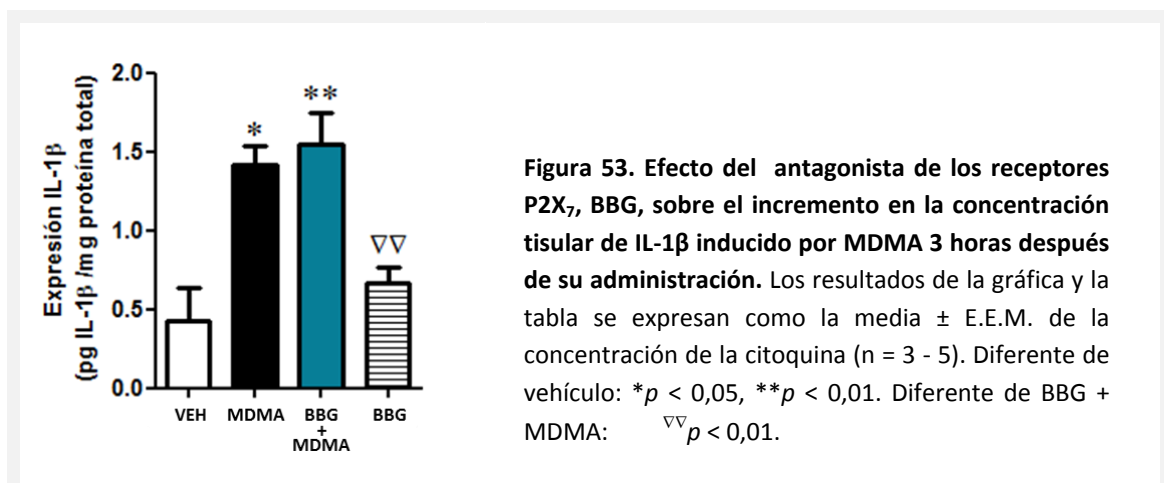 Expresión IL-1β
(pg IL-1β /mg proteína total)
2.0
1.5
1.0
0.5
0.0
*
**
∇∇
VEH MDMA BBG BBG
+
MDMA
Figura 53. Efecto del antagonista de los receptores
P2X₇, BBG, sobre el incremento en la concentración
tisular de IL-1β inducido por MDMA 3 horas después
de su administración. Los resultados de la gráfica y la
tabla se expresan como la media ± E.E.M. de la
concentración de la citoquina (n = 3 - 5). Diferente de
vehículo: *p < 0,05, **p < 0,01. Diferente de BBG +
MDMA: ∇∇p < 0,01.